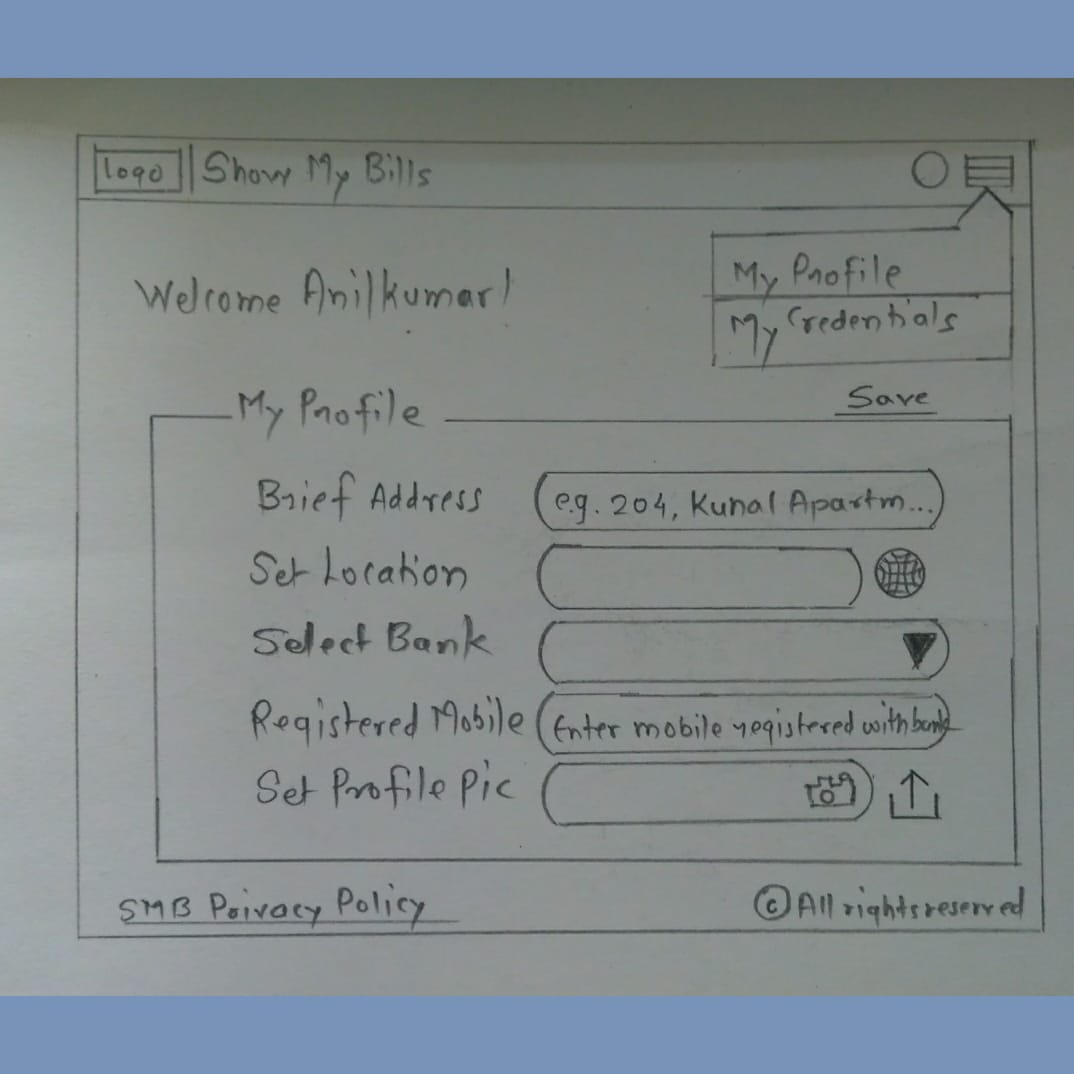 Logo Show My Bills
Welcome Anilkumar!
My Profile
My Credentials
Save
My Profile
Brief Address e.g. 204, Kunal Apartm...
Set Location
Select Bank
Registered Mobile Enter mobile registered with bank
Set Profile Pic
SMB Privacy Policy
© All rights reserved